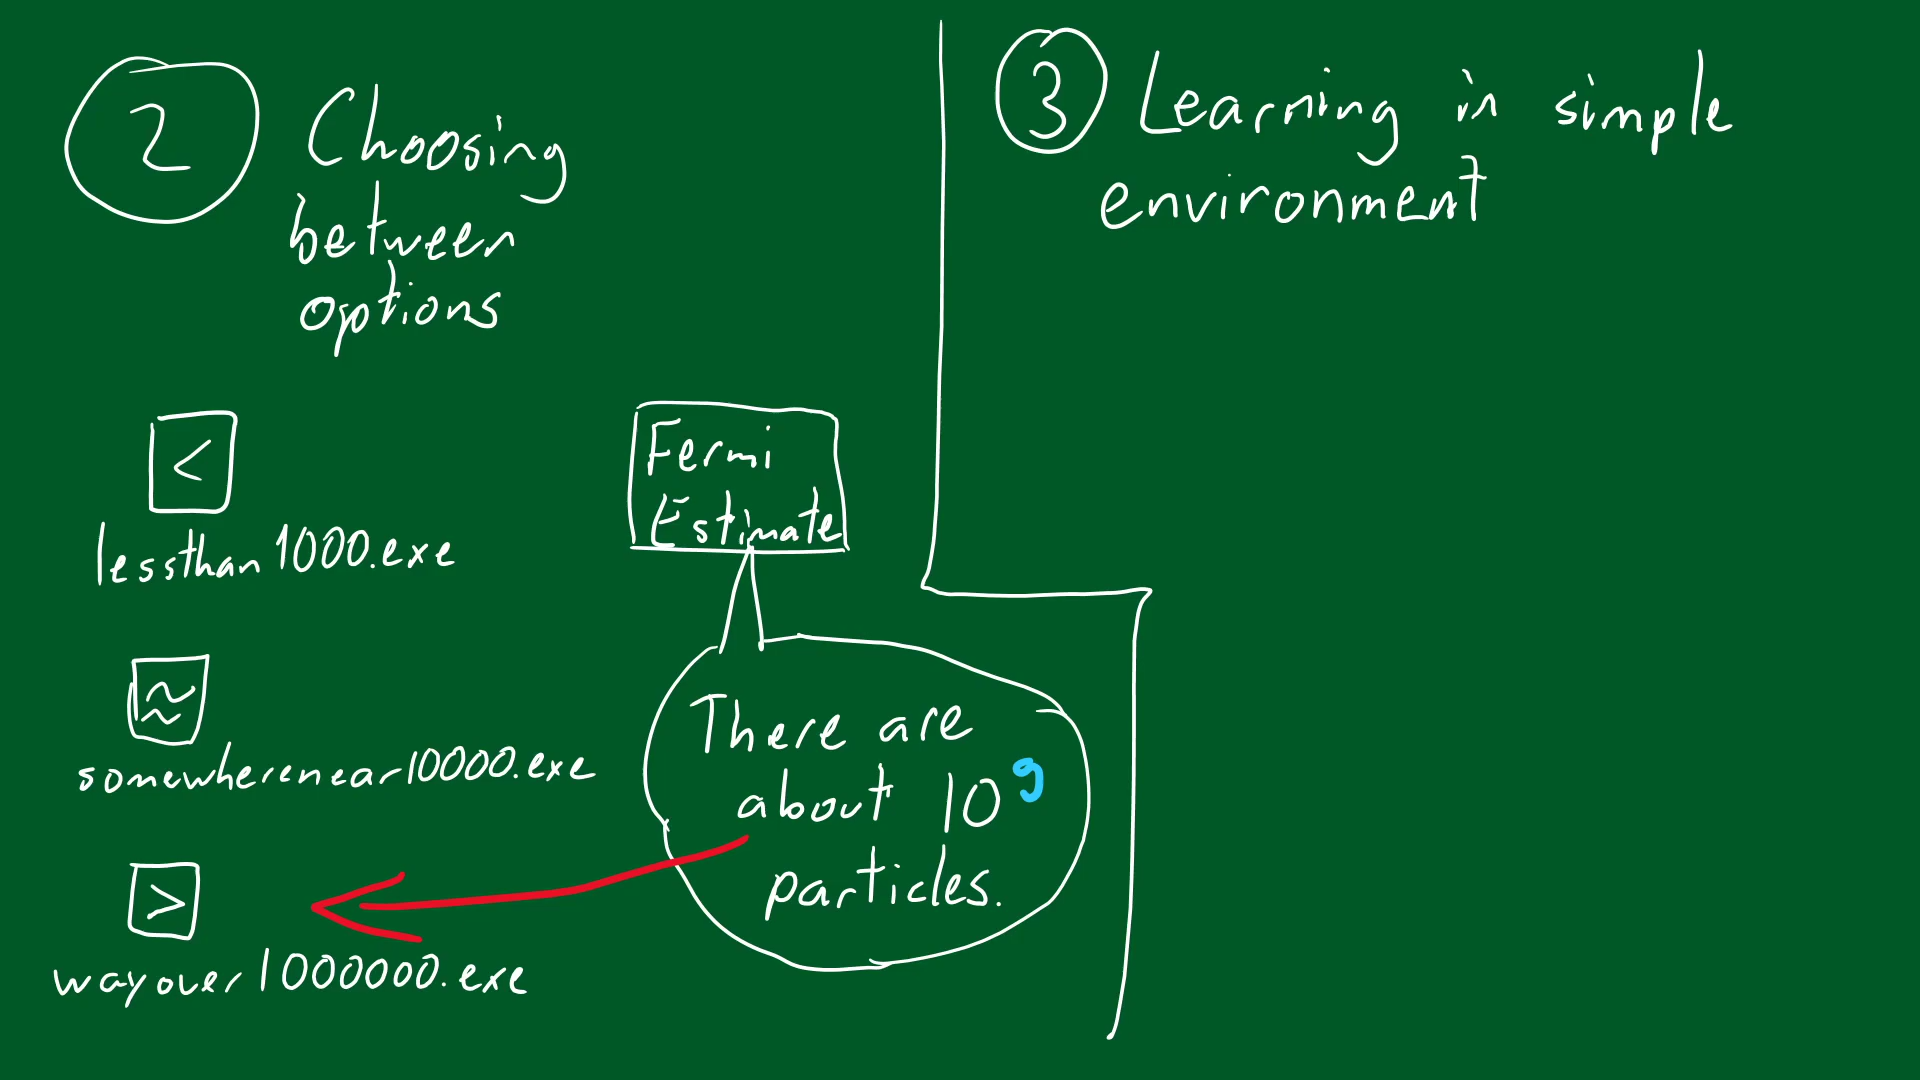 2 Choosing
between
options
<
lessthan1000.exe
≈
somewherenear10000.exe
>
wayover1000000.exe
Fermi
Estimate
There are
about 10⁹
particles.
3 Learning in simple
environment